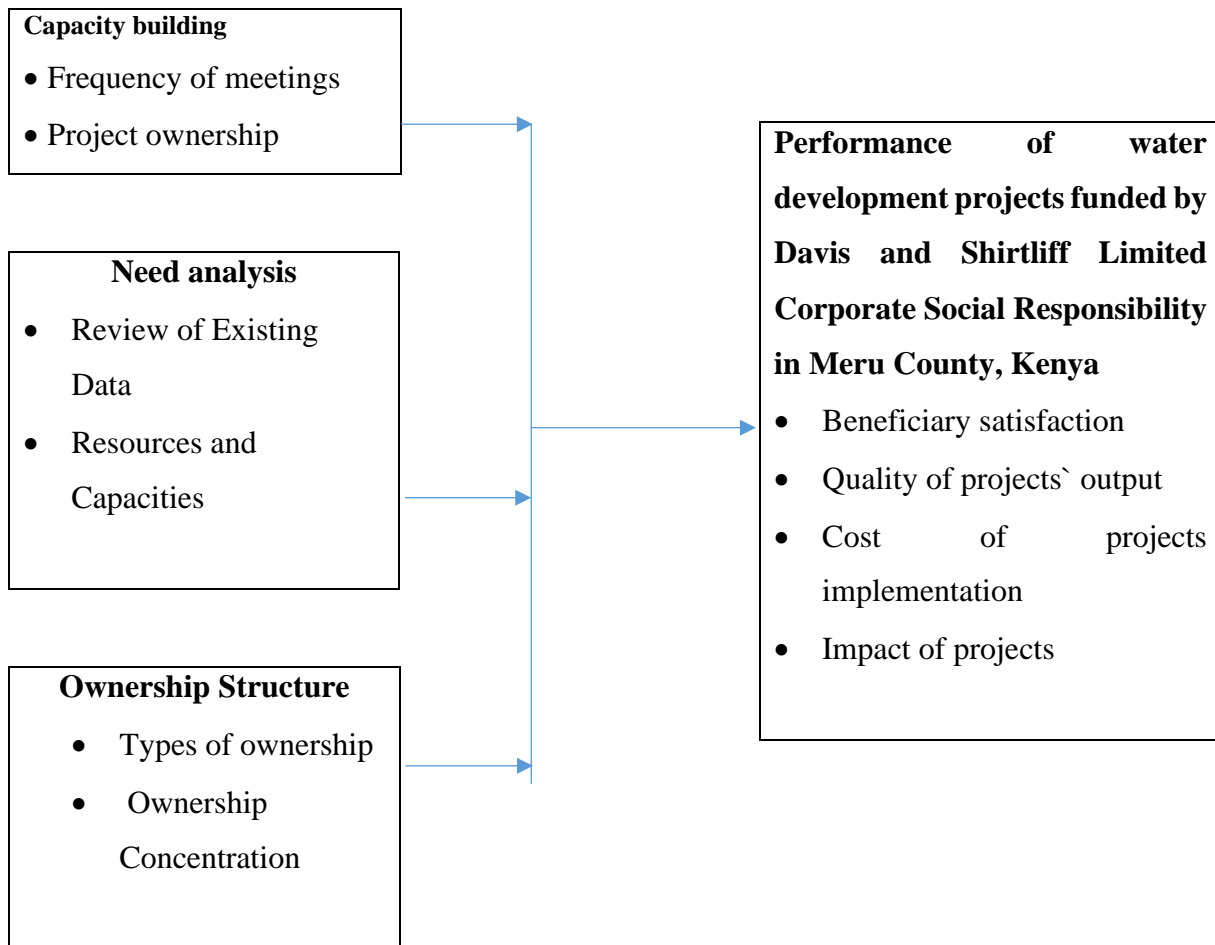 Capacity building
• Frequency of meetings
• Project ownership
Need analysis
• Review of Existing
Data
• Resources and
Capacities
Ownership Structure
• Types of ownership
• Ownership
Concentration
Performance of water
development projects funded by
Davis and Shirtliff Limited
Corporate Social Responsibility
in Meru County, Kenya
• Beneficiary satisfaction
• Quality of projects` output
• Cost of projects
implementation
• Impact of projects